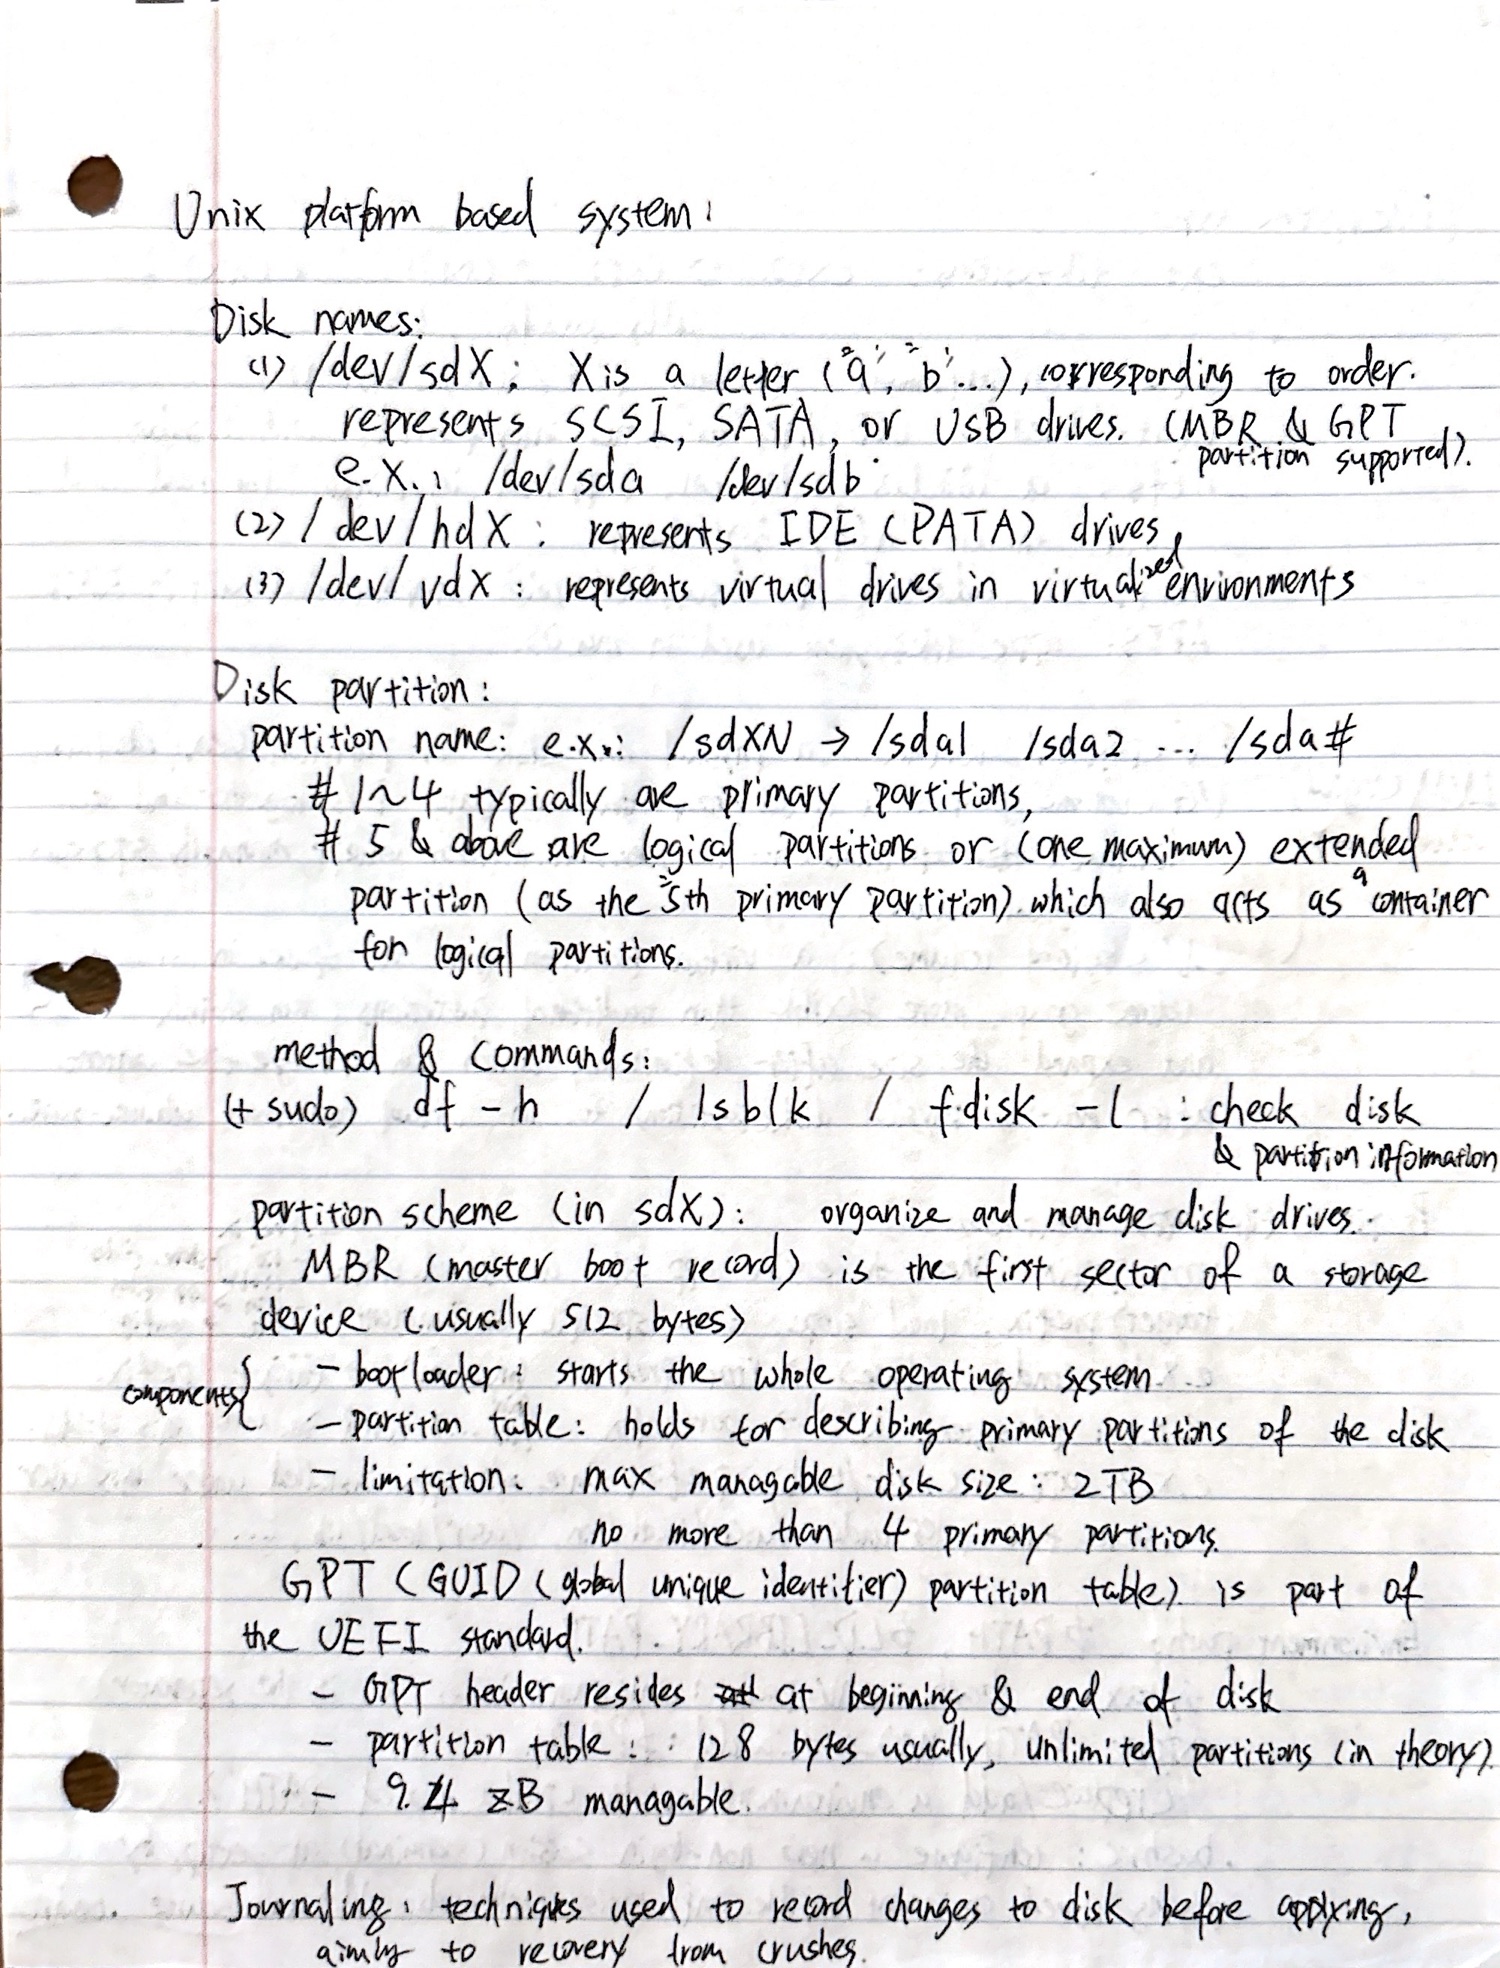 Unix platform based system:
Disk names:
(1) /dev/sdX: X is a letter ("a", "b"...), corresponding to order.
represents SCSI, SATA, or USB drives. (MBR & GPT
partition supported).
e.x.: /dev/sda /dev/sdb
(2) /dev/hdX: represents IDE (PATA) drives
(3) /dev/vdX: represents virtual drives in virtualized environments
Disk partition:
partition name: e.x.: /sdXN → /sda1 /sda2 ... /sda#
# 1~4 typically are primary partitions,
# 5 & above are logical partitions or (one maximum) extended
partition (as the "5th primary partition) which also acts as a container
for logical partitions.
method & commands:
(+ sudo) df -h / lsblk / fdisk -l : check disk
& partition information
partition scheme (in sdX): organize and manage disk drives.
MBR (master boot record) is the first sector of a storage
device (usually 512 bytes)
components{ - bootloader: starts the whole operating system
- partition table: holds for describing primary partitions of the disk
- limitation: max managable disk size: 2TB
no more than 4 primary partitions.
GPT (GUID (global unique identifier) partition table) is part of
the UEFI standard.
- GPT header resides at beginning & end of disk
- partition table: 128 bytes usually, unlimited partitions (in theory)
- 9.4 ZB managable.
Journaling: techniques used to record changes to disk before applying,
aimly to recovery from crushes.